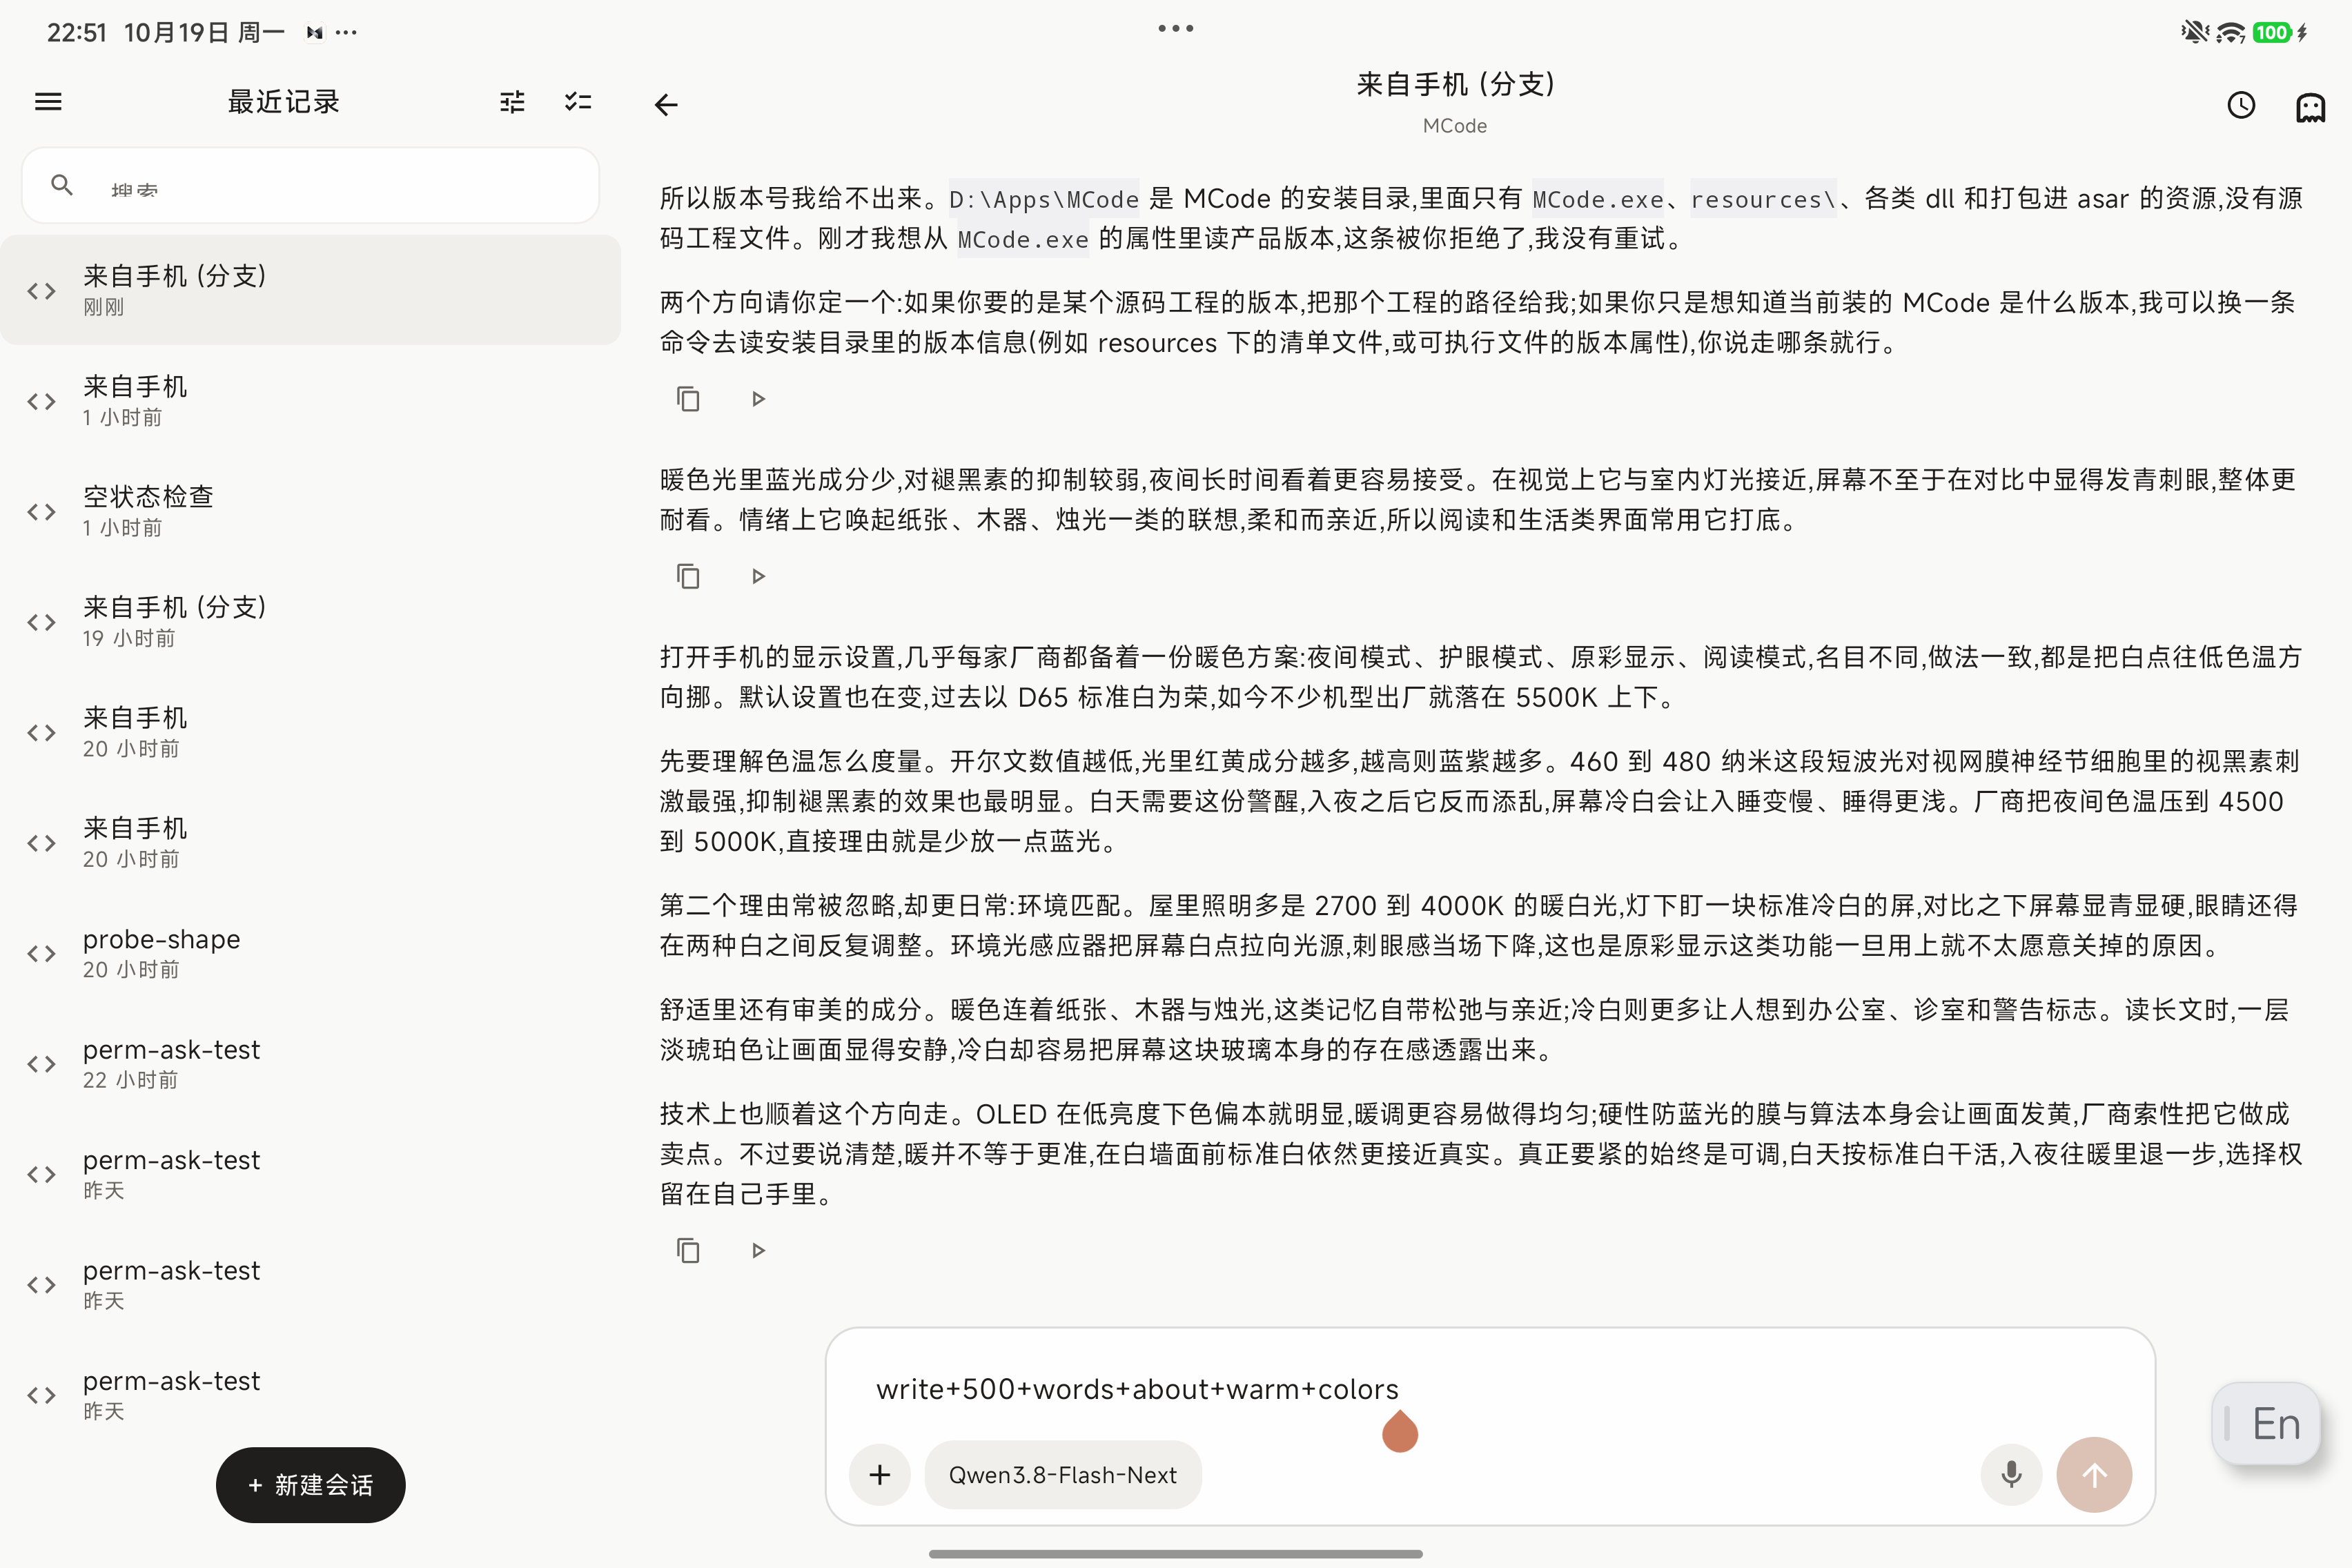 22:51 10月19日 周一
100
最近记录
搜索
来自手机 (分支)
刚刚
来自手机
1 小时前
空状态检查
1 小时前
来自手机 (分支)
19 小时前
来自手机
20 小时前
来自手机
20 小时前
probe-shape
20 小时前
perm-ask-test
22 小时前
perm-ask-test
昨天
perm-ask-test
昨天
perm-ask-test
昨天
+ 新建会话
来自手机 (分支)
MCode
所以版本号我给不出来。D:\Apps\MCode 是 MCode 的安装目录,里面只有 MCode.exe、resources\、各类 dll 和打包进 asar 的资源,没有源
码工程文件。刚才我想从 MCode.exe 的属性里读产品版本,这条被你拒绝了,我没有重试。
两个方向请你定一个:如果你要的是某个源码工程的版本,把那个工程的路径给我;如果你只是想知道当前装的 MCode 是什么版本,我可以换一条
命令去读安装目录里的版本信息(例如 resources 下的清单文件,或可执行文件的版本属性),你说走哪条就行。
暖色光里蓝光成分少,对褪黑素的抑制较弱,夜间长时间看着更容易接受。在视觉上它与室内灯光接近,屏幕不至于在对比中显得发青刺眼,整体更
耐看。情绪上它唤起纸张、木器、烛光一类的联想,柔和而亲近,所以阅读和生活类界面常用它打底。
打开手机的显示设置,几乎每家厂商都备着一份暖色方案:夜间模式、护眼模式、原彩显示、阅读模式,名目不同,做法一致,都是把白点往低色温方
向挪。默认设置也在变,过去以 D65 标准白为荣,如今不少机型出厂就落在 5500K 上下。
先要理解色温怎么度量。开尔文数值越低,光里红黄成分越多,越高则蓝紫越多。460 到 480 纳米这段短波光对视网膜神经节细胞里的视黑素刺
激最强,抑制褪黑素的效果也最明显。白天需要这份警醒,入夜之后它反而添乱,屏幕冷白会让入睡变慢、睡得更浅。厂商把夜间色温压到 4500
到 5000K,直接理由就是少放一点蓝光。
第二个理由常被忽略,却更日常:环境匹配。屋里照明多是 2700 到 4000K 的暖白光,灯下盯一块标准冷白的屏,对比之下屏幕显青显硬,眼睛还得
在两种白之间反复调整。环境光感应器把屏幕白点拉向光源,刺眼感当场下降,这也是原彩显示这类功能一旦用上就不太愿意关掉的原因。
舒适里还有审美的成分。暖色连着纸张、木器与烛光,这类记忆自带松弛与亲近;冷白则更多让人想到办公室、诊室和警告标志。读长文时,一层
淡琥珀色让画面显得安静,冷白却容易把屏幕这块玻璃本身的存在感透露出来。
技术上也顺着这个方向走。OLED 在低亮度下色偏本就明显,暖调更容易做得均匀;硬性防蓝光的膜与算法本身会让画面发黄,厂商索性把它做成
卖点。不过要说清楚,暖并不等于更准,在白墙面前标准白依然更接近真实。真正要紧的始终是可调,白天按标准白干活,入夜往暖里退一步,选择权
留在自己手里。
write+500+words+about+warm+colors
Qwen3.8-Flash-Next
En